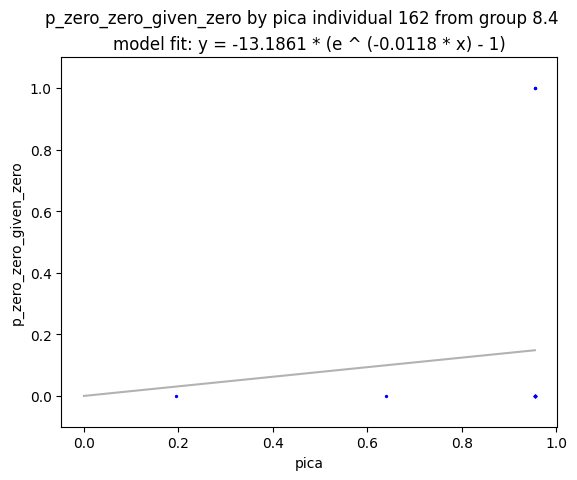 p_zero_zero_given_zero by pica individual 162 from group 8.4
model fit: y = -13.1861 * (e ^ (-0.0118 * x) - 1)
1.0
0.8
0.6
0.4
0.2
0.0
p_zero_zero_given_zero
0.0 0.2 0.4 0.6 0.8 1.0
pica